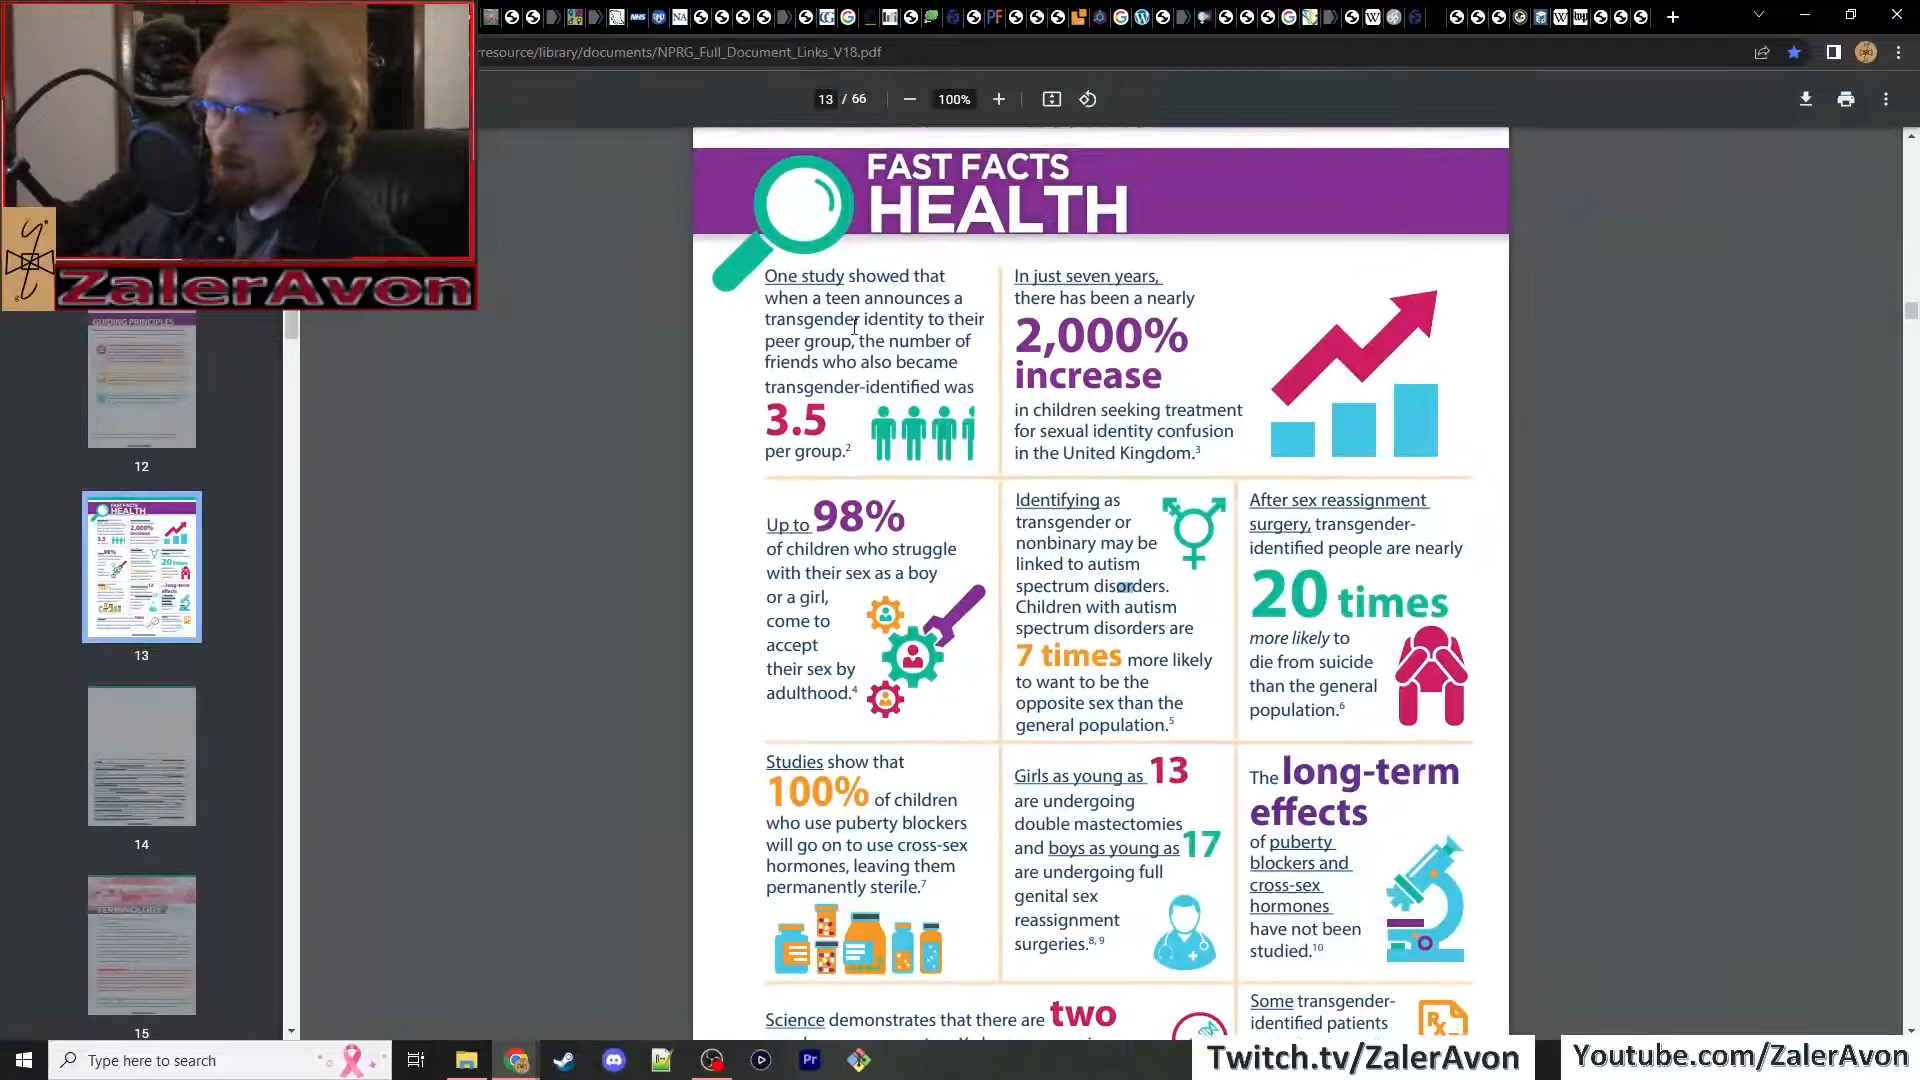 rresource/library/documents/NPRG_Full_Document_Links_V18.pdf
13 / 66
100%
ZalerAvon
GUIDING PRINCIPLES
12
13
14
TERMINOLOGY
15
FAST FACTS
HEALTH
One study showed that
when a teen announces a
transgender identity to their
peer group, the number of
friends who also became
transgender-identified was
3.5
per group.2
In just seven years,
there has been a nearly
2,000%
increase
in children seeking treatment
for sexual identity confusion
in the United Kingdom.3
Up to 98%
of children who struggle
with their sex as a boy
or a girl,
come to
accept
their sex by
adulthood.4
Identifying as
transgender or
nonbinary may be
linked to autism
spectrum disorders.
Children with autism
spectrum disorders are
7 times more likely
to want to be the
opposite sex than the
general population.5
After sex reassignment
surgery, transgender-
identified people are nearly
20 times
more likely to
die from suicide
than the general
population.6
Studies show that
100% of children
who use puberty blockers
will go on to use cross-sex
hormones, leaving them
permanently sterile.7
Girls as young as 13
are undergoing
double mastectomies
and boys as young as 17
are undergoing full
genital sex
reassignment
surgeries.8, 9
The long-term
effects
of puberty
blockers and
cross-sex
hormones
have not been
studied.10
Science demonstrates that there are two
Some transgender-
identified patients
Rx
Type here to search
Pr
Twitch.tv/ZalerAvon
Youtube.com/ZalerAvon